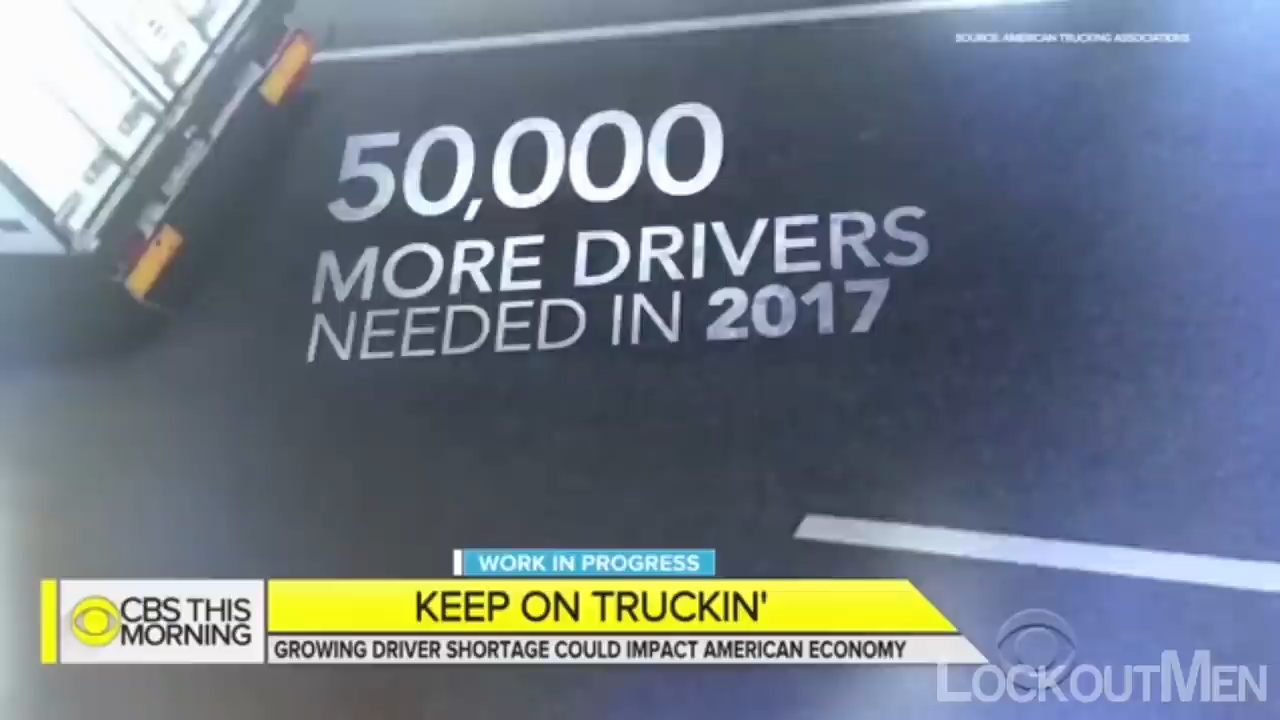 SOURCE: AMERICAN TRUCKING ASSOCIATIONS
50,000
MORE DRIVERS
NEEDED IN 2017
WORK IN PROGRESS
CBS THIS
MORNING
KEEP ON TRUCKIN'
GROWING DRIVER SHORTAGE COULD IMPACT AMERICAN ECONOMY
LOCKOUTMEN